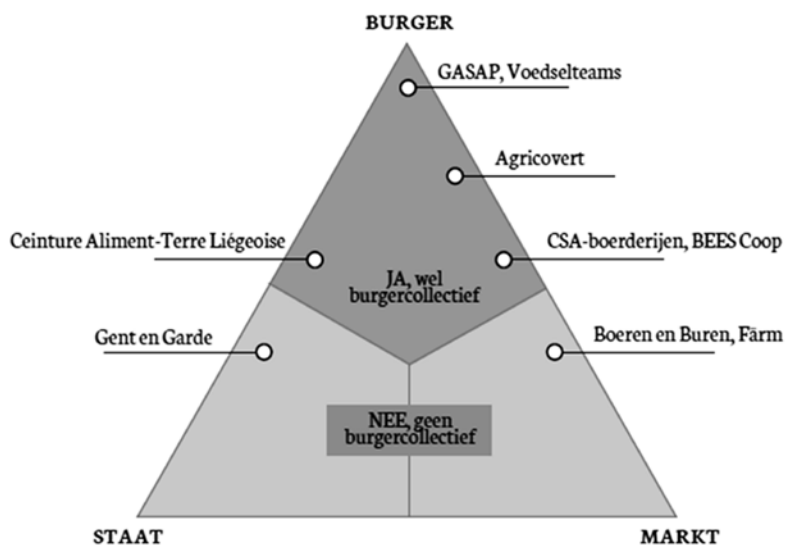 BURGER
GASAP, Voedselteams
Agricovert
Ceinture Aliment-Terre Liégeoise
CSA-boerderijen, BEES Coop
JA, wel
burgercollectief
Gent en Garde
Boeren en Buren, Färm
NEE, geen
burgercollectief
STAAT
MARKT